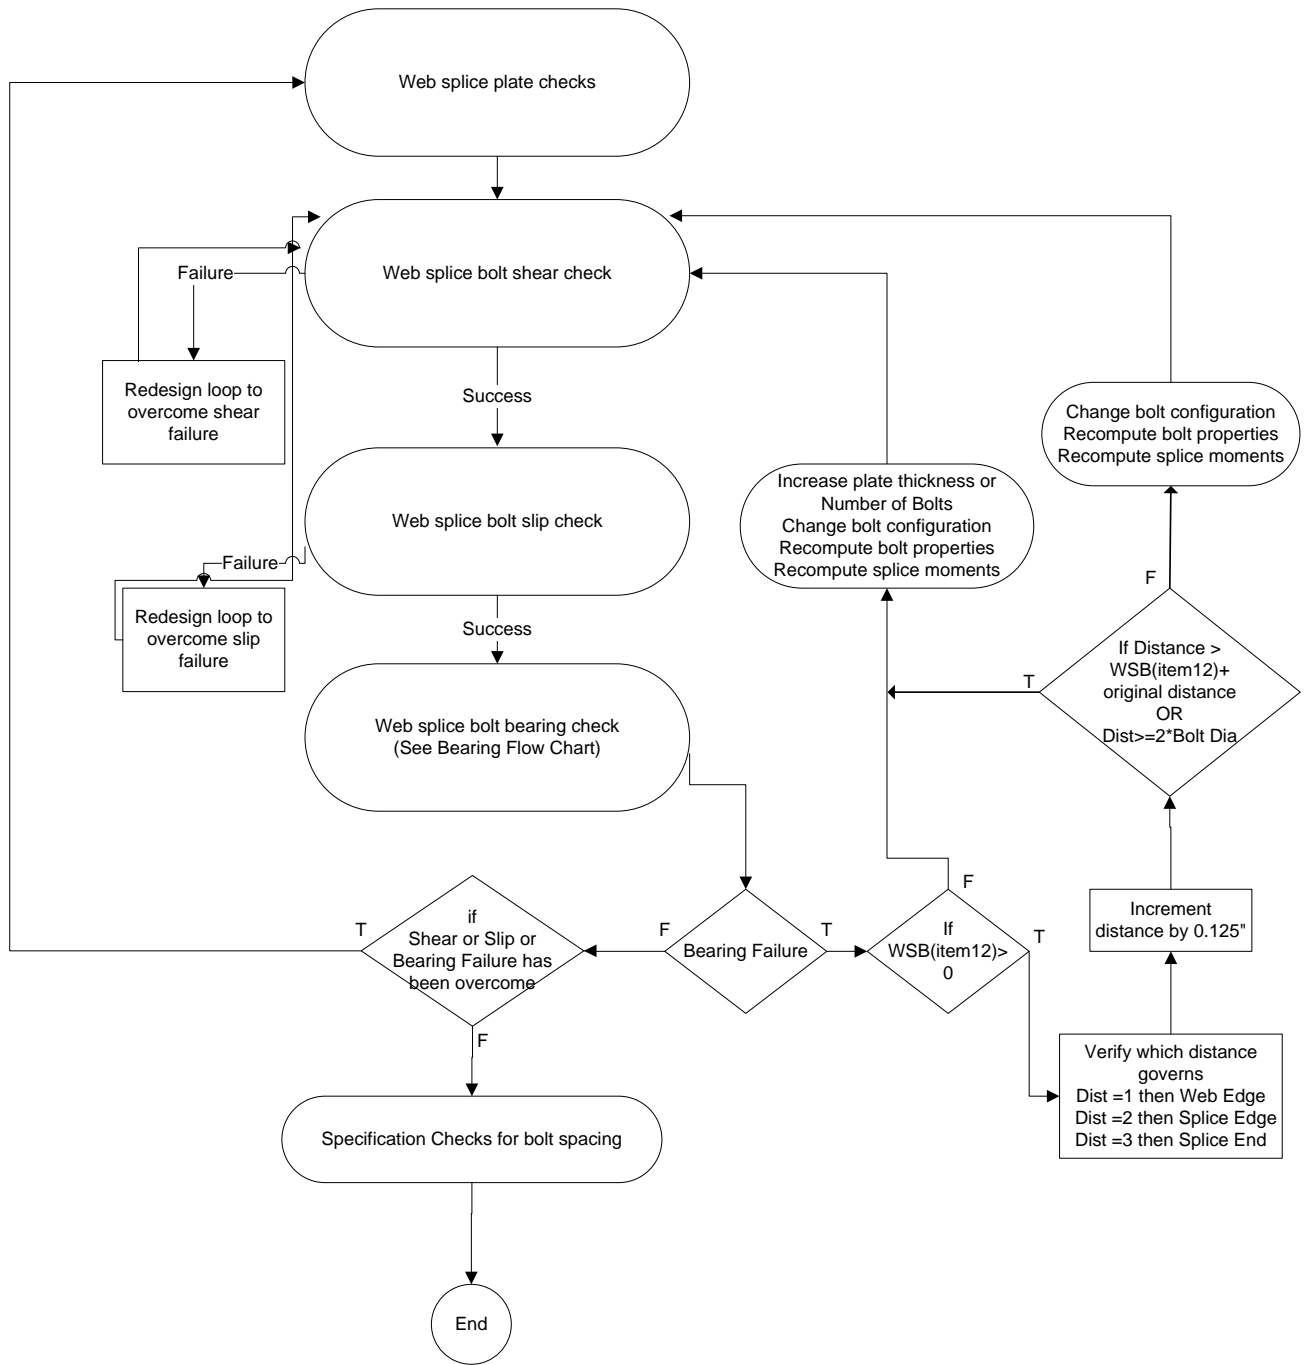 Web splice plate checks
Web splice bolt shear check
Failure
Redesign loop to
overcome shear
failure
Success
Web splice bolt slip check
Failure
Redesign loop to
overcome slip
failure
Success
Web splice bolt bearing check
(See Bearing Flow Chart)
Increase plate thickness or
Number of Bolts
Change bolt configuration
Recompute bolt properties
Recompute splice moments
Change bolt configuration
Recompute bolt properties
Recompute splice moments
F
If Distance >
WSB(item12)+
original distance
OR
Dist>=2*Bolt Dia
T
Increment
distance by 0.125"
T
if
Shear or Slip or
Bearing Failure has
been overcome
F
F
Bearing Failure
T
F
If
WSB(item12)>
0
T
Verify which distance
governs
Dist =1 then Web Edge
Dist =2 then Splice Edge
Dist =3 then Splice End
Specification Checks for bolt spacing
End